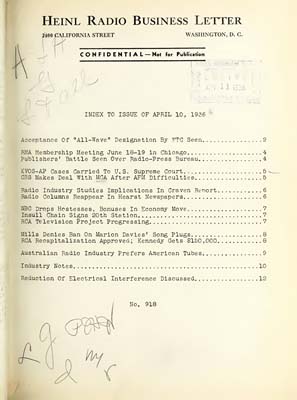 HEINL RADIO BUSINESS LETTER
2400 CALIFORNIA STREET WASHINGTON, D. C.
CONFIDENTIAL — Not for Publication
INDEX TO ISSUE OF APRIL 10, 1936
Acceptance Of "All-Wave" Designation By FTC Seen..............2
RMA Membership Meeting June 18-19 in Chicago..............4
Publishers' Battle Seen Over Radio-Press Bureau..............4
KVOS-AP Cases Carried To U.S. Supreme Court..............5
CBS Makes Deal With MCA After AFM Difficulties..............5
Radio Industry Studies Implications In Craven Report..............6
Radio Columns Reappear In Hearst Newspapers..............6
NBC Drops Hostesses, Bonuses In Economy Move..............7
Insull Chain Signs 20th Station..............7
RCA Television Project Progressing..............7
Wills Denies Ban On Marion Davies' Song Plugs..............8
RCA Recapitalization Approved; Kennedy Gets $150,000..............8
Australian Radio Industry Prefers American Tubes..............9
Industry Notes..............10
Reduction Of Electrical Interference Discussed..............12
No. 918